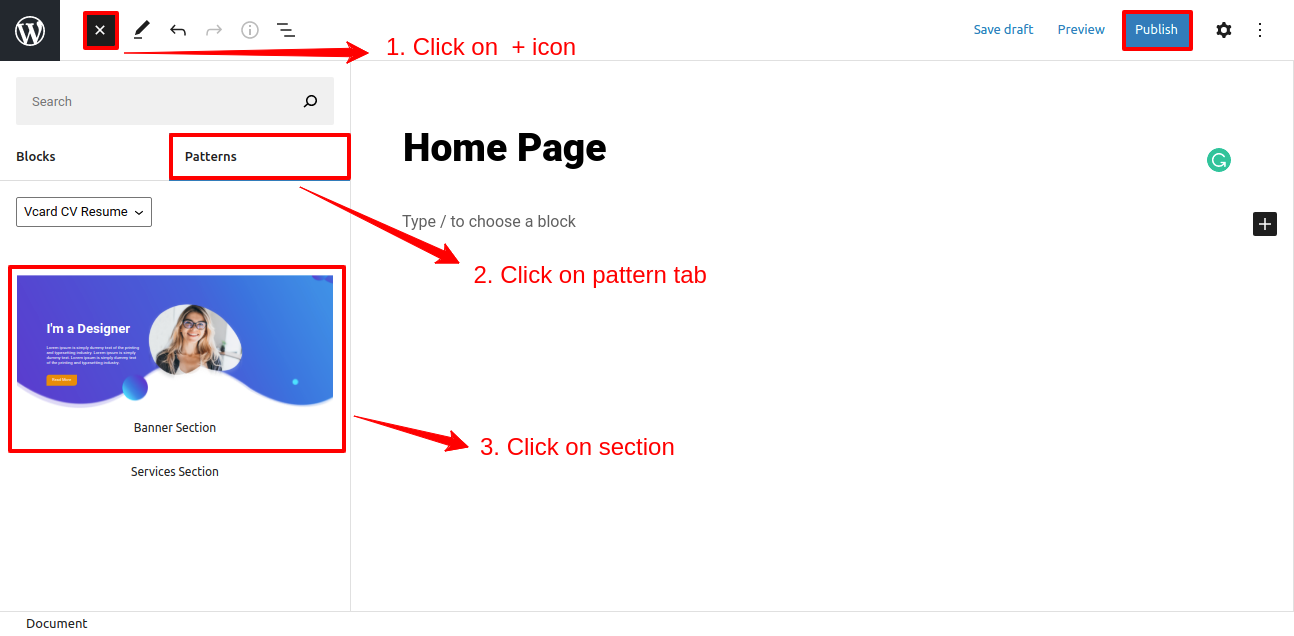 Save draft
Preview
Publish
1. Click on + icon
Search
Blocks
Patterns
Home Page
Vcard CV Resume
Type / to choose a block
2. Click on pattern tab
I'm a Designer
Lorem ipsum is simply dummy text of the printing
and typesetting industry. Lorem ipsum is simply
dummy text. Lorem ipsum is simply dummy text
of the printing and typesetting industry.
Read More
Banner Section
3. Click on section
Services Section
Document